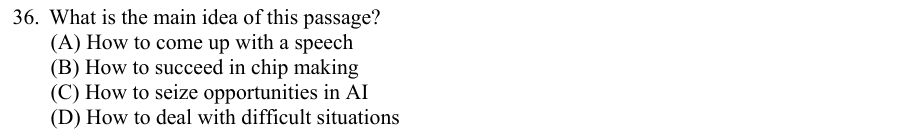 36. What is the main idea of this passage?
(A) How to come up with a speech
(B) How to succeed in chip making
(C) How to seize opportunities in AI
(D) How to deal with difficult situations